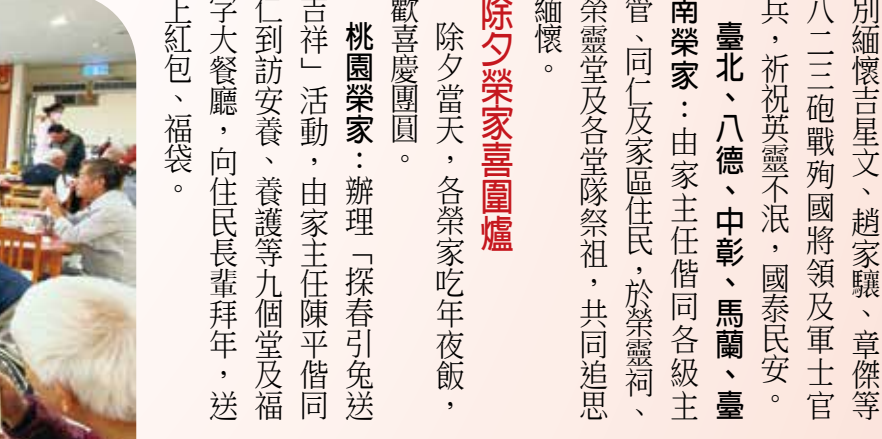 別緬懷吉星文、趙家驤、章傑等
八二三砲戰殉國將領及軍士官
兵，祈祝英靈不泯，國泰民安。
臺北、八德、中彰、馬蘭、臺
南榮家：由家主任偕同各級主
管、同仁及家區住民，於榮靈祠、
榮靈堂及各堂隊祭祖，共同追思
緬懷。
除夕榮家喜圍爐
除夕當天，各榮家吃年夜飯，
歡喜慶團圓。
桃園榮家：辦理「探春引兔送
吉祥」活動，由家主任陳平偕同
仁到訪安養、養護等九個堂及福
字大餐廳，向住民長輩拜年，送
上紅包、福袋。